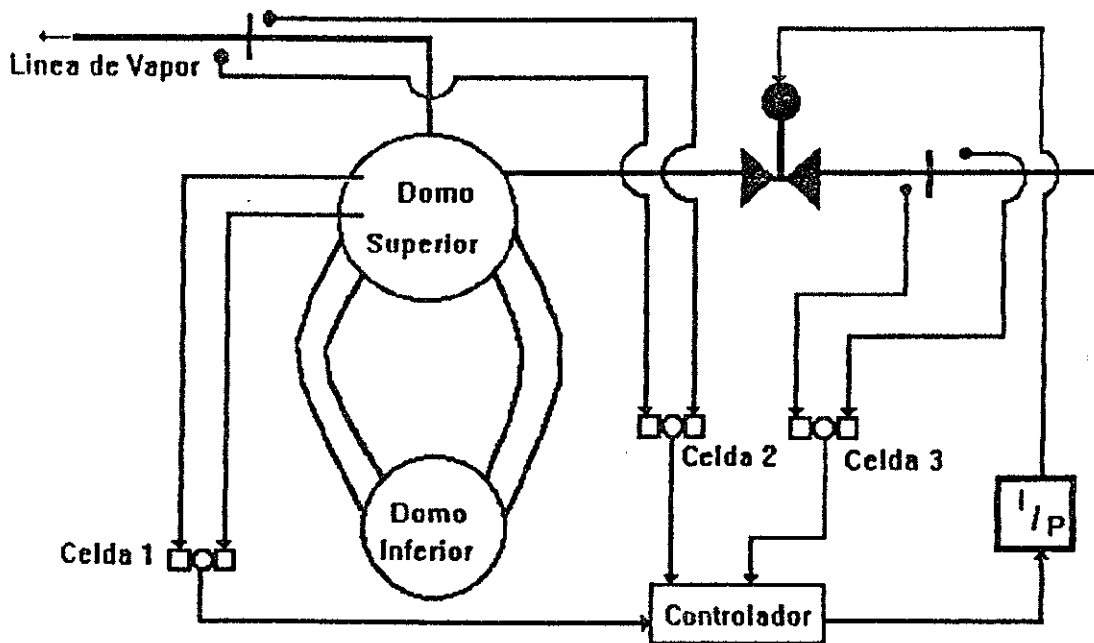 Linea de Vapor
Domo
Superior
Celda 2
Celda 3
I/P
Domo
Inferior
Celda 1
Controlador